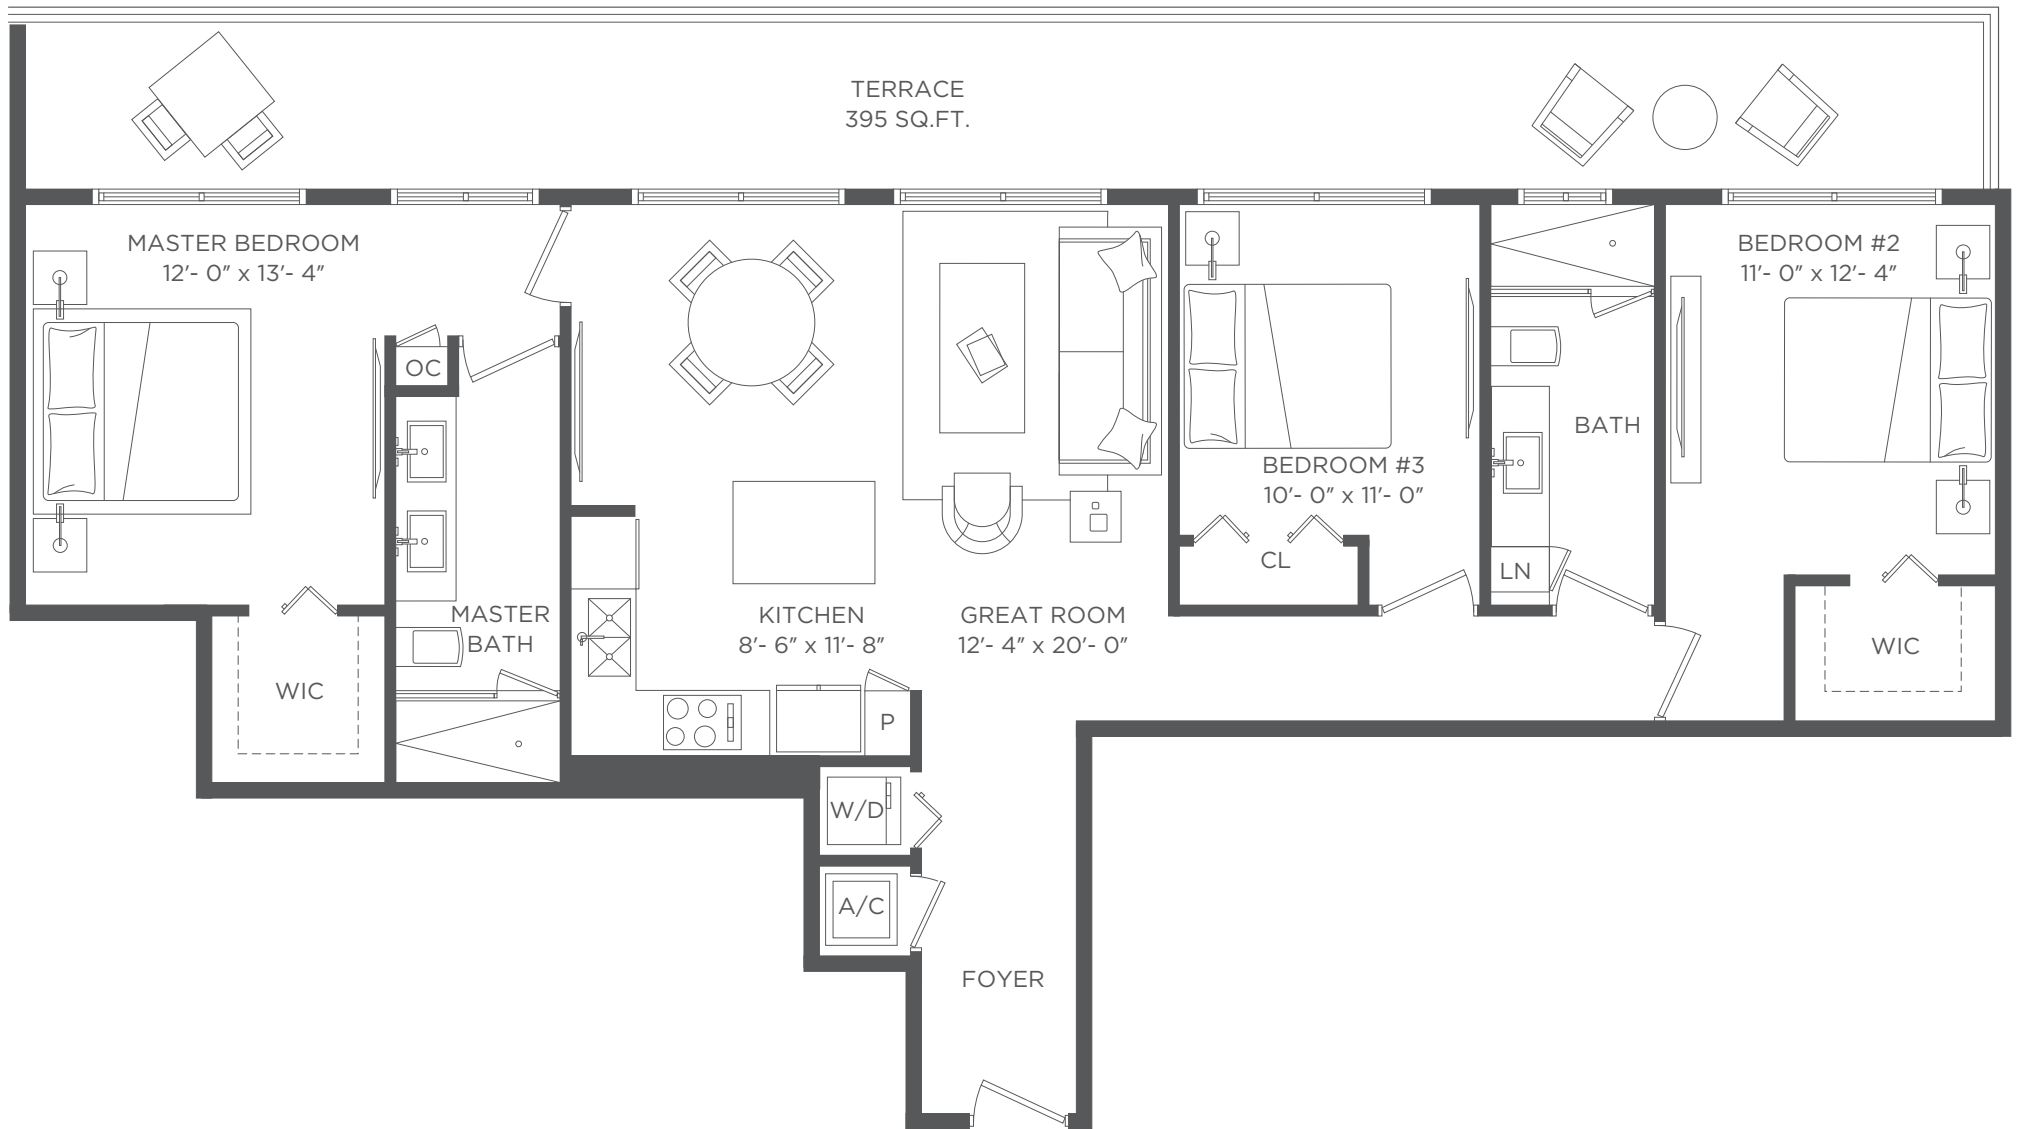 TERRACE
395 SQ.FT.
MASTER BEDROOM
12'- 0" x 13'- 4"
BEDROOM #2
11'- 0" x 12'- 4"
OC
BATH
BEDROOM #3
10'- 0" x 11'- 0"
CL
LN
MASTER
BATH
KITCHEN
8'- 6" x 11'- 8"
GREAT ROOM
12'- 4" x 20'- 0"
WIC
WIC
P
W/D
A/C
FOYER